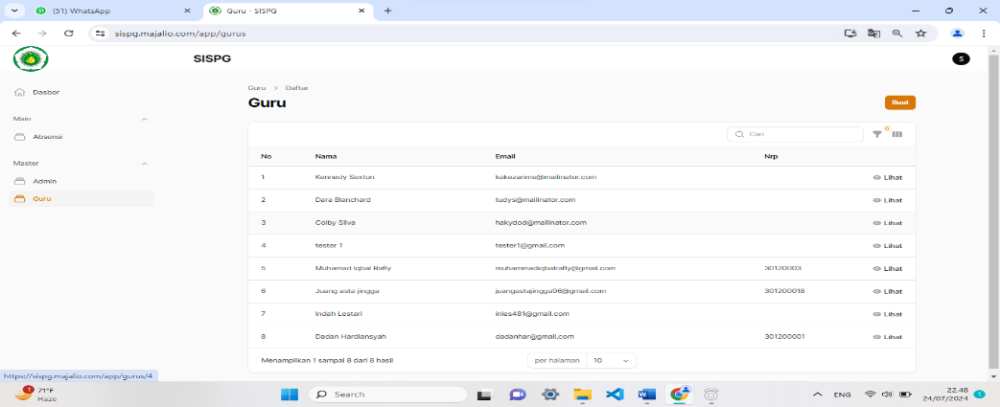 (51) WhatsApp
Guru - SISPG
sispg.majalio.com/app/gurus
SISPG
S
Dasbor
Main
Absensi
Master
Admin
Guru
Guru > Daftar
Guru
Buat
Cari
0
No Nama Email Nrp
1 Kennedy Sexton kakezarime@mailinator.com Lihat
2 Dara Blanchard tudys@mailinator.com Lihat
3 Colby Silva hakydod@mailinator.com Lihat
4 tester 1 tester1@gmail.com Lihat
5 Muhamad Iqbal Rafly muhammadiqbalrafly@gmail.com 30120003 Lihat
6 Juang asta jingga juangastajingga96@gmail.com 301200018 Lihat
7 Indah Lestari inles481@gmail.com Lihat
8 Dadan Hardiansyah dadanhar@gmail.com 301200001 Lihat
Menampilkan 1 sampai 8 dari 8 hasil
per halaman 10
https://sispg.majalio.com/app/gurus/4
1
71°F
Haze
Search
ENG
22.48
24/07/2024
1